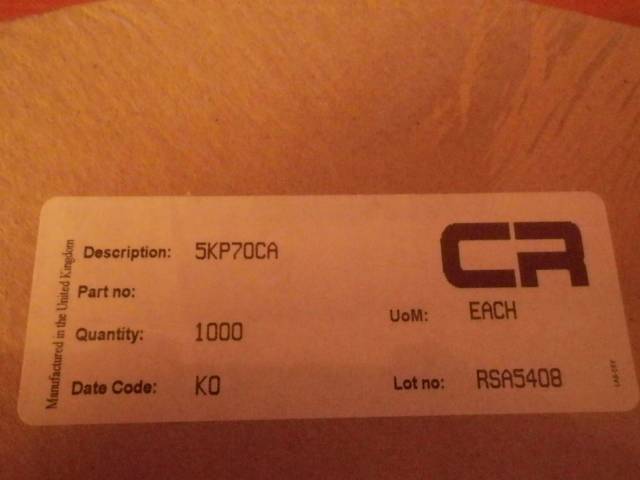 Manufactured in the United Kingdom
Description: 5KP70CA
CR
Part no:
UoM: EACH
Quantity: 1000
Date Code: KO
Lot no: RSA5408